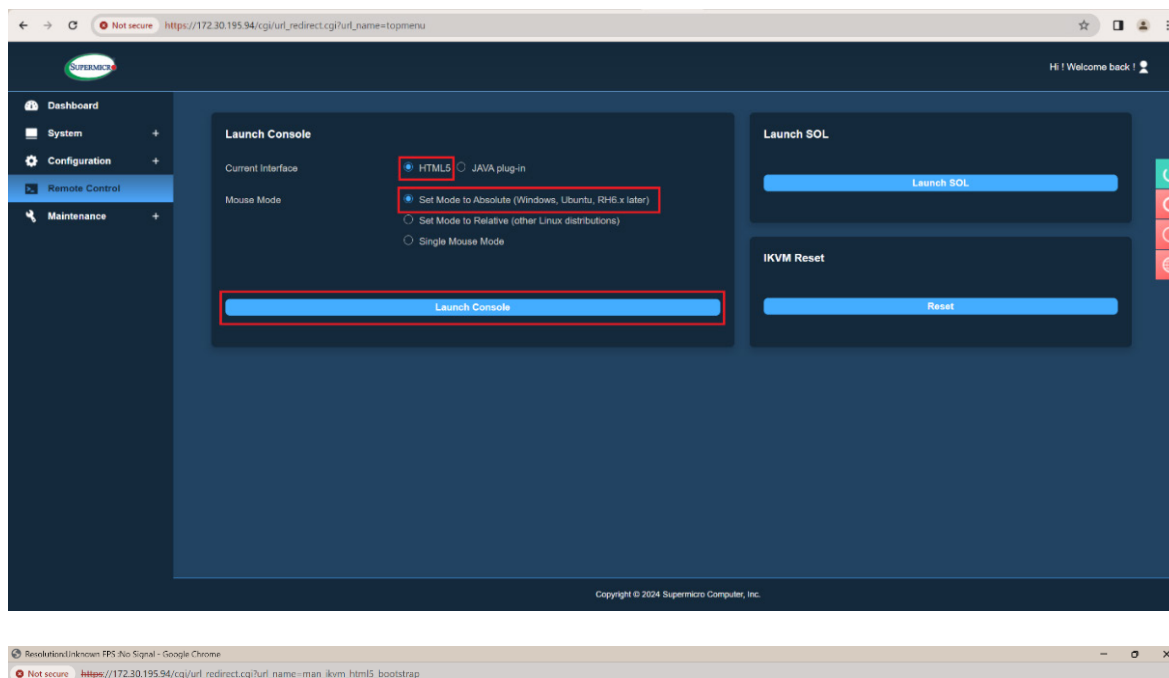 Not secure https://172.30.195.94/cgi/url_redirect.cgi?url_name=topmenu
SUPERMICR
Hi ! Welcome back !
Dashboard
System +
Configuration +
Remote Control
Maintenance +
Launch Console
Current Interface HTML5 JAVA plug-in
Mouse Mode Set Mode to Absolute (Windows, Ubuntu, RH6.x later)
Set Mode to Relative (other Linux distributions)
Single Mouse Mode
Launch Console
Launch SOL
Launch SOL
IKVM Reset
Reset
Copyright © 2024 Supermicro Computer, Inc.
Resolution:Unknown FPS :No Signal - Google Chrome
Not secure https://172.30.195.94/cgi/url_redirect.cgi?url_name=man_ikvm_html5_bootstrap